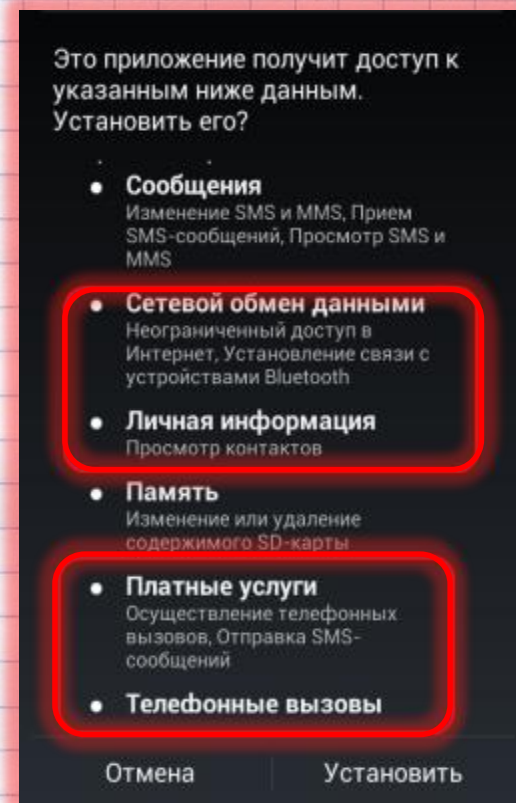 Это приложение получит доступ к
указанным ниже данным.
Установить его?
Сообщения
Изменение SMS и MMS, Прием
SMS-сообщений, Просмотр SMS и
MMS
Сетевой обмен данными
Неограниченный доступ в
Интернет, Установление связи с
устройствами Bluetooth
Личная информация
Просмотр контактов
Память
Изменение или удаление
содержимого SD-карты
Платные услуги
Осуществление телефонных
вызовов, Отправка SMS-
сообщений
Телефонные вызовы
Отмена
Установить